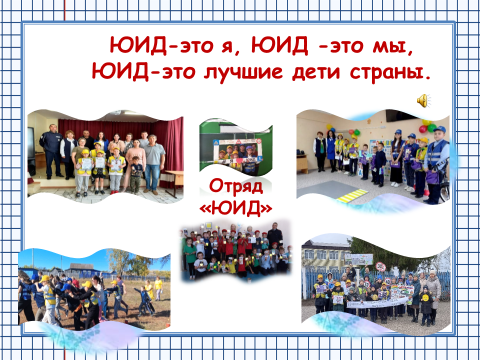 ЮИД-это я, ЮИД -это мы,
ЮИД-это лучшие дети страны.
Отряд
«ЮИД»